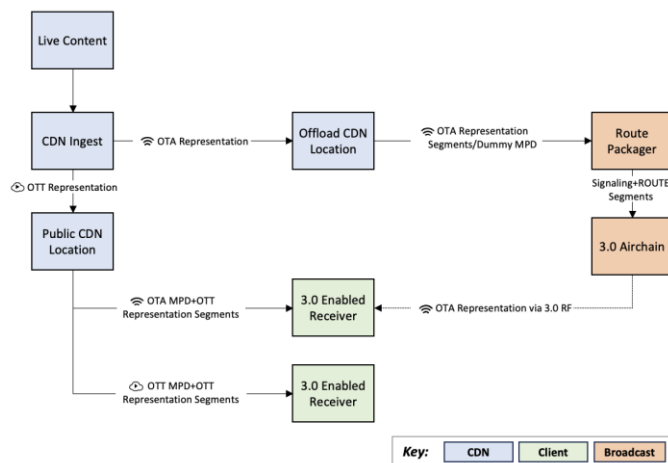 Live Content
CDN Ingest
OTA Representation
Offload CDN
Location
OTA Representation
Segments/Dummy MPD
Route
Packager
OTT Representation
Signaling+ROUTE
Segments
Public CDN
Location
3.0 Airchain
OTA MPD+OTT
Representation Segments
3.0 Enabled
Receiver
OTA Representation via 3.0 RF
OTT MPD+OTT
Representation Segments
3.0 Enabled
Receiver
Key:
CDN
Client
Broadcast